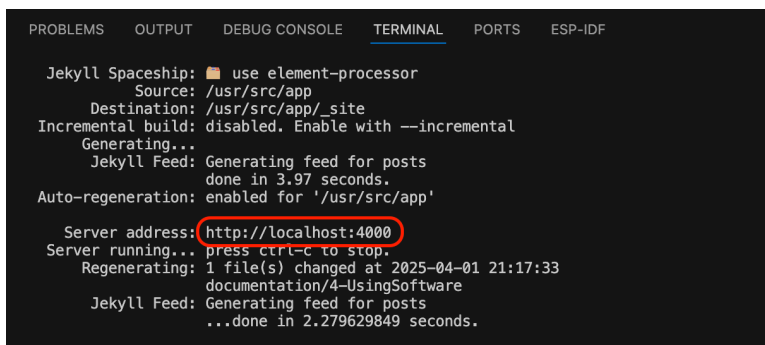 PROBLEMS OUTPUT DEBUG CONSOLE TERMINAL PORTS ESP-IDF
Jekyll Spaceship: 🗂️ use element-processor
Source: /usr/src/app
Destination: /usr/src/app/_site
Incremental build: disabled. Enable with --incremental
Generating...
Jekyll Feed: Generating feed for posts
done in 3.97 seconds.
Auto-regeneration: enabled for '/usr/src/app'
Server address: http://localhost:4000
Server running... press ctrl-c to stop.
Regenerating: 1 file(s) changed at 2025-04-01 21:17:33
documentation/4-UsingSoftware
Jekyll Feed: Generating feed for posts
...done in 2.279629849 seconds.